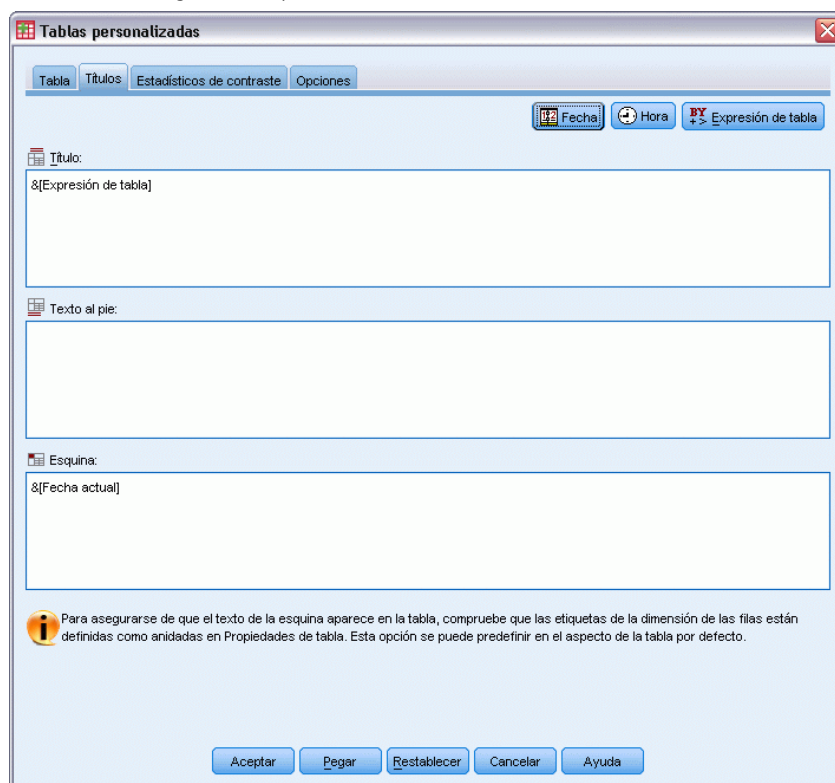 Tablas personalizadas
Tabla Títulos Estadísticos de contraste Opciones
Fecha Hora BY +> Expresión de tabla
Título:
&[Expresión de tabla]
Texto al pie:
Esquina:
&[Fecha actual]
Para asegurarse de que el texto de la esquina aparece en la tabla, compruebe que las etiquetas de la dimensión de las filas están
definidas como anidadas en Propiedades de tabla. Esta opción se puede predefinir en el aspecto de la tabla por defecto.
Aceptar Pegar Restablecer Cancelar Ayuda